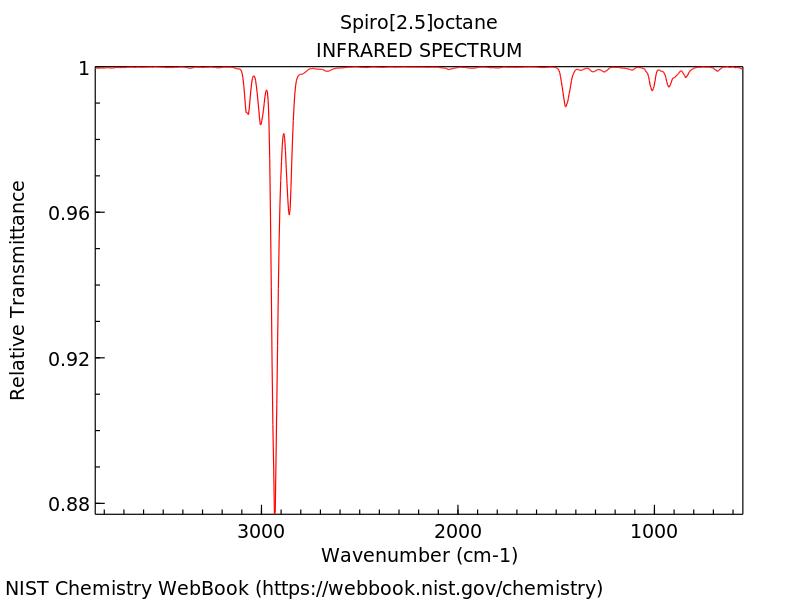 Spiro[2.5]octane
INFRARED SPECTRUM
1
0.96
0.92
0.88
Relative Transmittance
3000 2000 1000
Wavenumber (cm-1)
NIST Chemistry WebBook (https://webbook.nist.gov/chemistry)